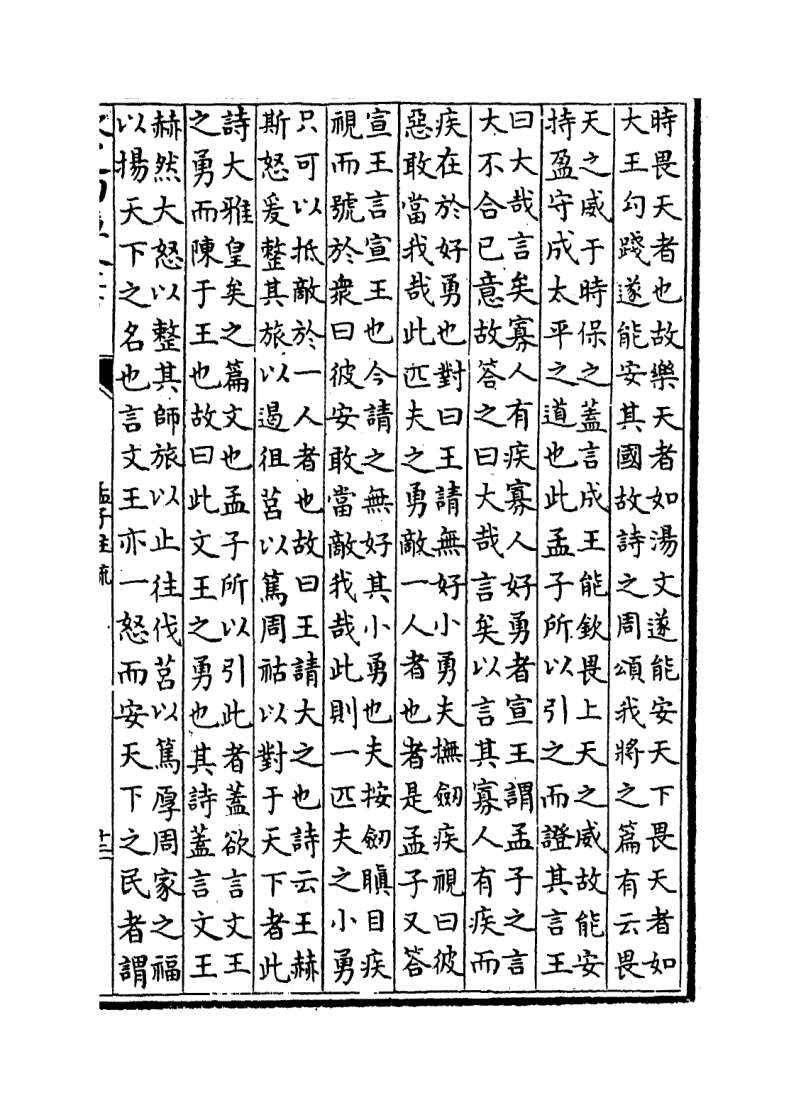 時畏天者也故樂天者如湯文遂能安天下畏天者如
大王勾踐遂能安其國故詩之周頌我將之篇有云畏
天之威于時保之蓋言成王能欽畏上天之威故能安
持盈守成太平之道也此孟子所以引之而證其言王
曰大哉言矣寡人有疾寡人好勇者宣王謂孟子之言
大不合已意故答之曰大哉言矣以言其寡人有疾而
疾在於好勇也對曰王請無好小勇夫撫劒疾視曰彼
惡敢當我哉此匹夫之勇敵一人者也者是孟子又答
宣王言宣王也今請之無好其小勇也夫按劒瞋目疾
視而號於衆曰彼安敢當敵我哉此則一匹夫之小勇
只可以抵敵於一人者也故曰王請大之也詩云王赫
斯怒爰整其旅以遏徂莒以篤周祜以對于天下者此
詩大雅皇矣之篇文也孟子所以引此者蓋欲言文王
之勇而陳于王也故曰此文王之勇也其詩蓋言文王
赫然大怒以整其師旅以止往伐莒以篤厚周家之福
以揚天下之名也言文王亦一怒而安天下之民者謂
孟子注疏
十二